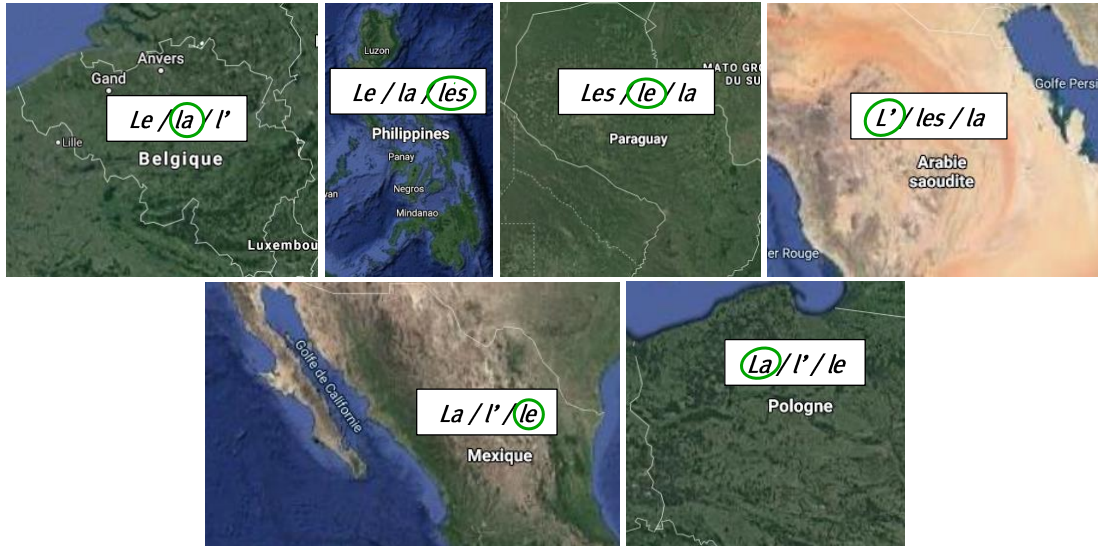 Anvers
Gand
Le / la / l'
Lille
Belgique
Luxembou
Luzon
Le / la / les
Philippines
Panay
Negros
van
Mindanao
MATO GRO
DU SU
Les / le / la
Paraguay
Golfe Persi
L' / les / la
Arabie
saoudite
er Rouge
Golfe de Californie
La / l' / le
Mexique
La / l' / le
Pologne